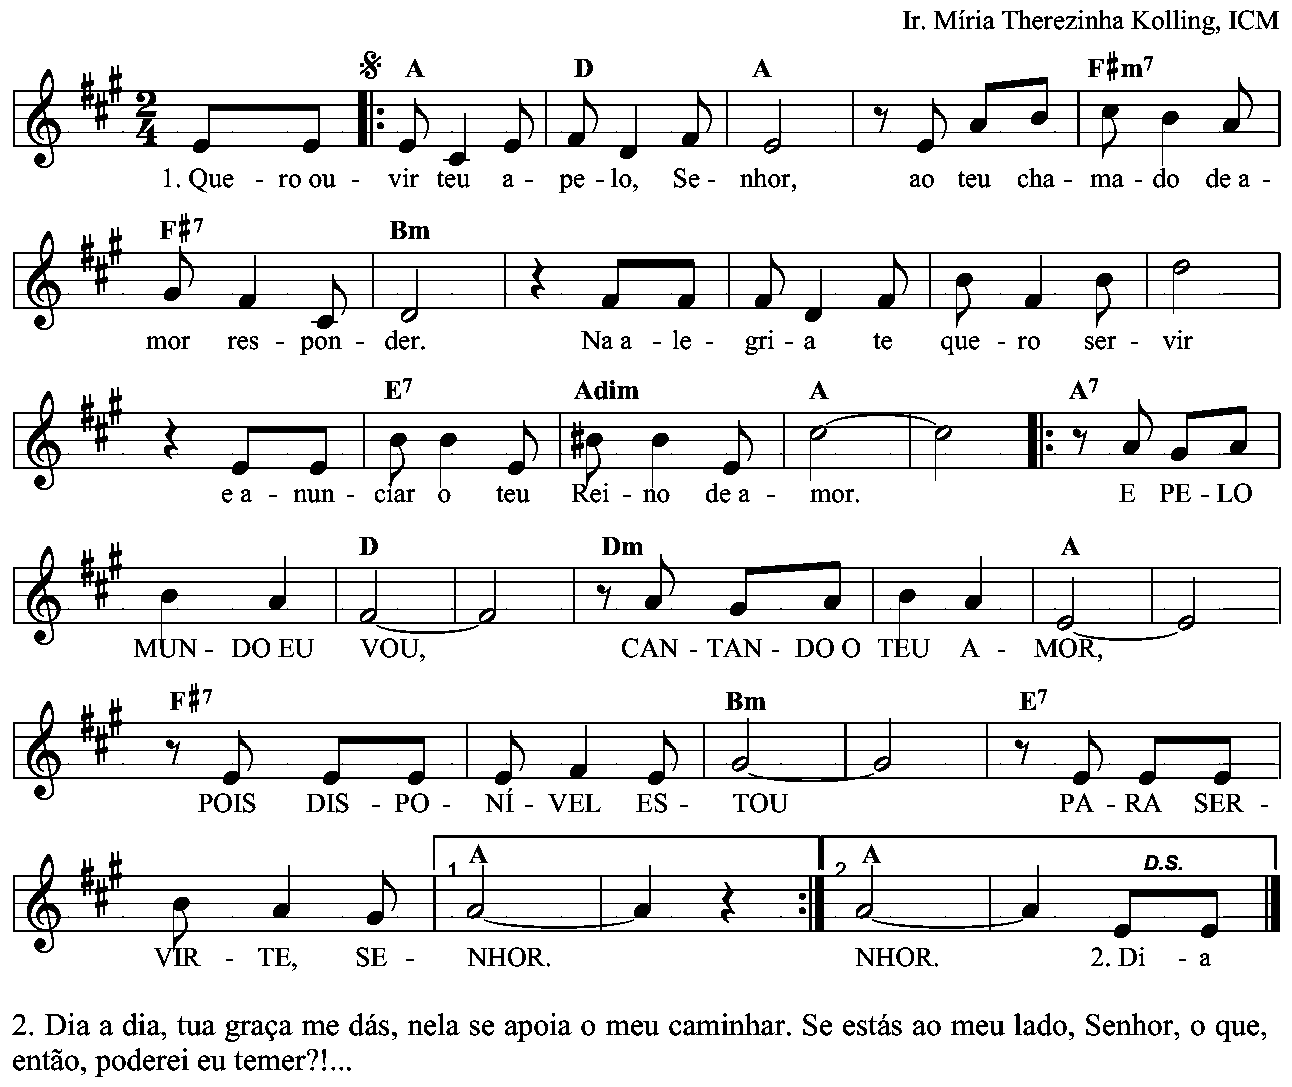 Ir. Míria Therezinha Kolling, ICM
A D A F#m7
1. Que - ro ou - vir teu a - pe - lo, Se - nhor, ao teu cha - ma - do de a -
F#7 Bm
mor res - pon - der. Na a - le - gri - a te que - ro ser - vir
E7 Adim A A7
e a - nun - ciar o teu Rei - no de a - mor. E PE - LO
D Dm A
MUN - DO EU VOU, CAN - TAN - DO O TEU A - MOR,
F#7 Bm E7
POIS DIS - PO - NÍ - VEL ES - TOU PA - RA SER -
1 A 2 A D.S.
VIR - TE, SE - NHOR. NHOR. 2. Di - a
2. Dia a dia, tua graça me dás, nela se apoia o meu caminhar. Se estás ao meu lado, Senhor, o que,
então, poderei eu temer?!...